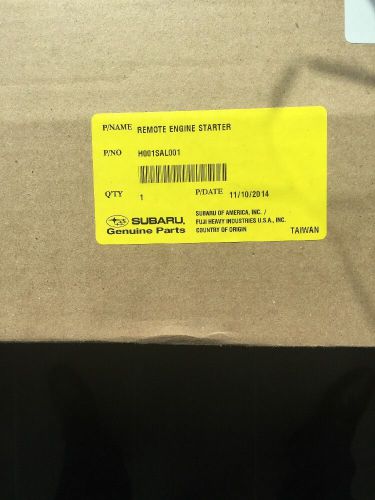 P/NAME REMOTE ENGINE STARTER
P/NO H001SAL001
Q'TY 1 P/DATE 11/10/2014
SUBARU. SUBARU OF AMERICA, INC. /
Genuine Parts FUJI HEAVY INDUSTRIES U.S.A., INC.
COUNTRY OF ORIGIN TAIWAN